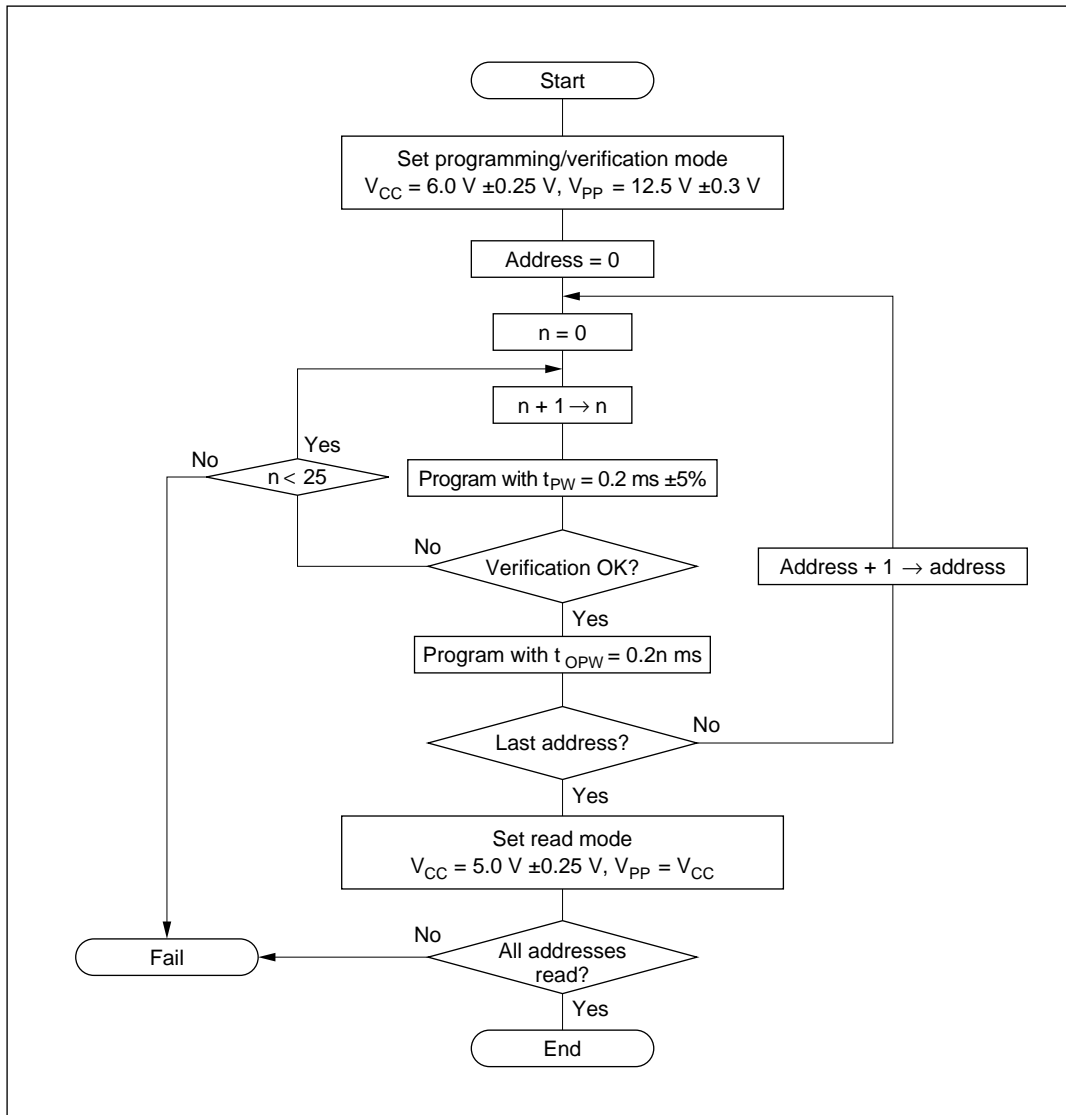 Start
Set programming/verification mode
VCC = 6.0 V ±0.25 V, VPP = 12.5 V ±0.3 V
Address = 0
n = 0
n + 1 → n
No
Yes
n < 25
Program with tPW = 0.2 ms ±5%
No
Verification OK?
Address + 1 → address
Yes
Program with tOPW = 0.2n ms
No
Last address?
Yes
Set read mode
VCC = 5.0 V ±0.25 V, VPP = VCC
No
All addresses
read?
Fail
Yes
End